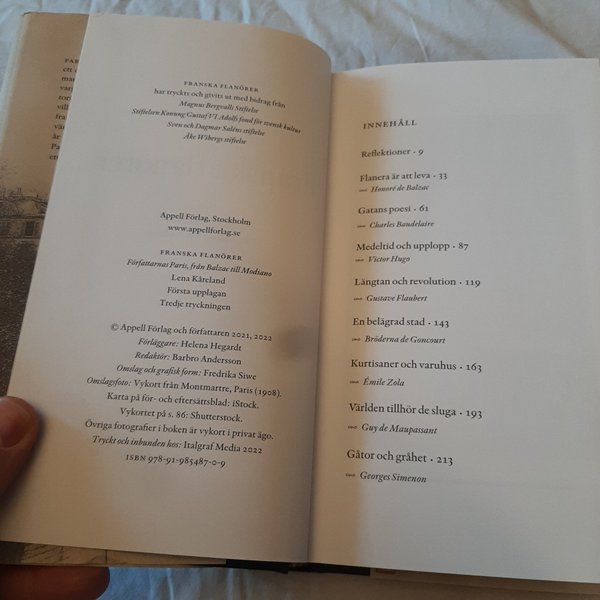 FRANSKA FLANÖRER
har tryckts och givits ut med bidrag från
Magnus Bergvalls Stiftelse
Stiftelsen Konung Gustaf VI Adolfs fond för svensk kultur
Sven och Dagmar Saléns stiftelse
Åke Wibergs stiftelse
Appell Förlag, Stockholm
www.appellforlag.se
FRANSKA FLANÖRER
Författarnas Paris, från Balzac till Modiano
Lena Kåreland
Första upplagan
Tredje tryckningen
© Appell Förlag och författaren 2021, 2022
Förläggare: Helena Hegardt
Redaktör: Barbro Andersson
Omslag och grafisk form: Fredrika Siwe
Omslagsfoto: Vykort från Montmartre, Paris (1908).
Karta på för- och eftersättsblad: iStock.
Vykortet på s. 86: Shutterstock.
Övriga fotografier i boken är vykort i privat ägo.
Tryckt och inbunden hos: Italgraf Media 2022
ISBN 978-91-985487-0-9
INNEHÅLL
Reflektioner · 9
Flanera är att leva · 33
Honoré de Balzac
Gatans poesi · 61
Charles Baudelaire
Medeltid och upplopp · 87
Victor Hugo
Längtan och revolution · 119
Gustave Flaubert
En belägrad stad · 143
Bröderna de Goncourt
Kurtisaner och varuhus · 163
Émile Zola
Världen tillhör de sluga · 193
Guy de Maupassant
Gåtor och gråhet · 213
Georges Simenon